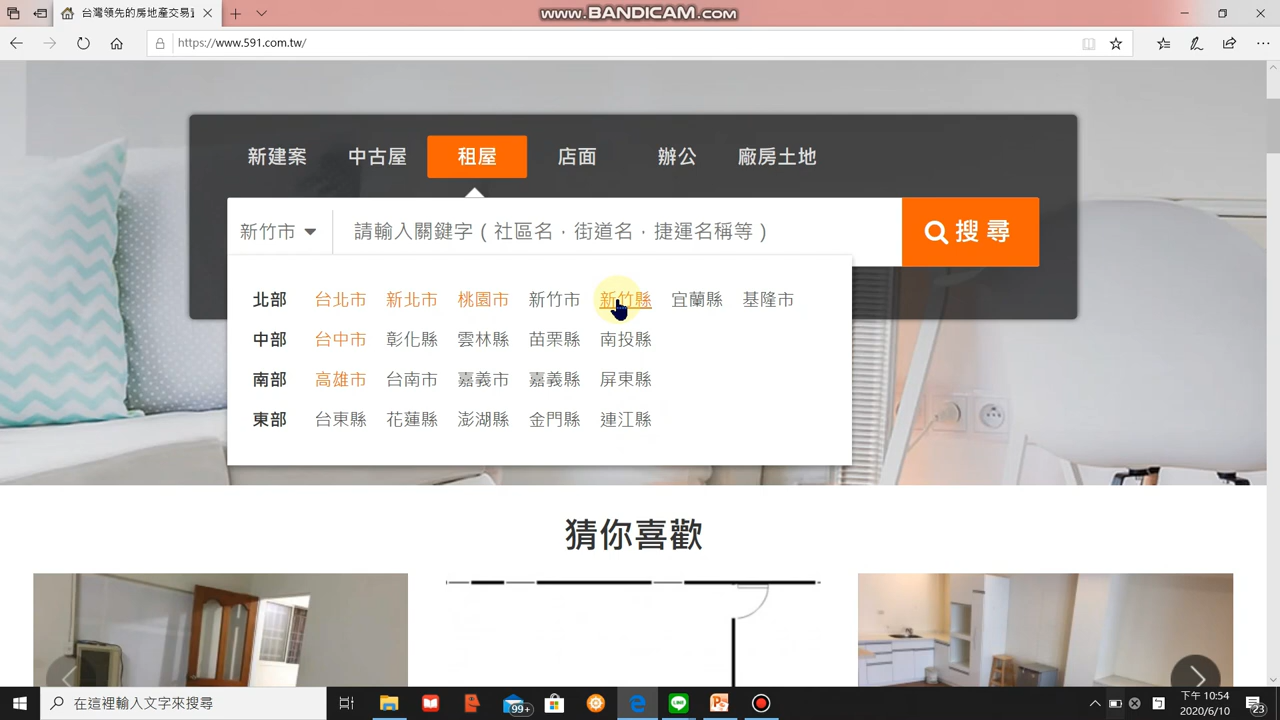 台灣領先的房地產交易
www.BANDICAM.com
https://www.591.com.tw/
新建案 中古屋 租屋 店面 辦公 廠房土地
新竹市 請輸入關鍵字(社區名,街道名,捷運名稱等) 搜尋
北部 台北市 新北市 桃園市 新竹市 新竹縣 宜蘭縣 基隆市
中部 台中市 彰化縣 雲林縣 苗栗縣 南投縣
南部 高雄市 台南市 嘉義市 嘉義縣 屏東縣
東部 台東縣 花蓮縣 澎湖縣 金門縣 連江縣
猜你喜歡
在這裡輸入文字來搜尋
99+
下午 10:54
2020/6/10
23